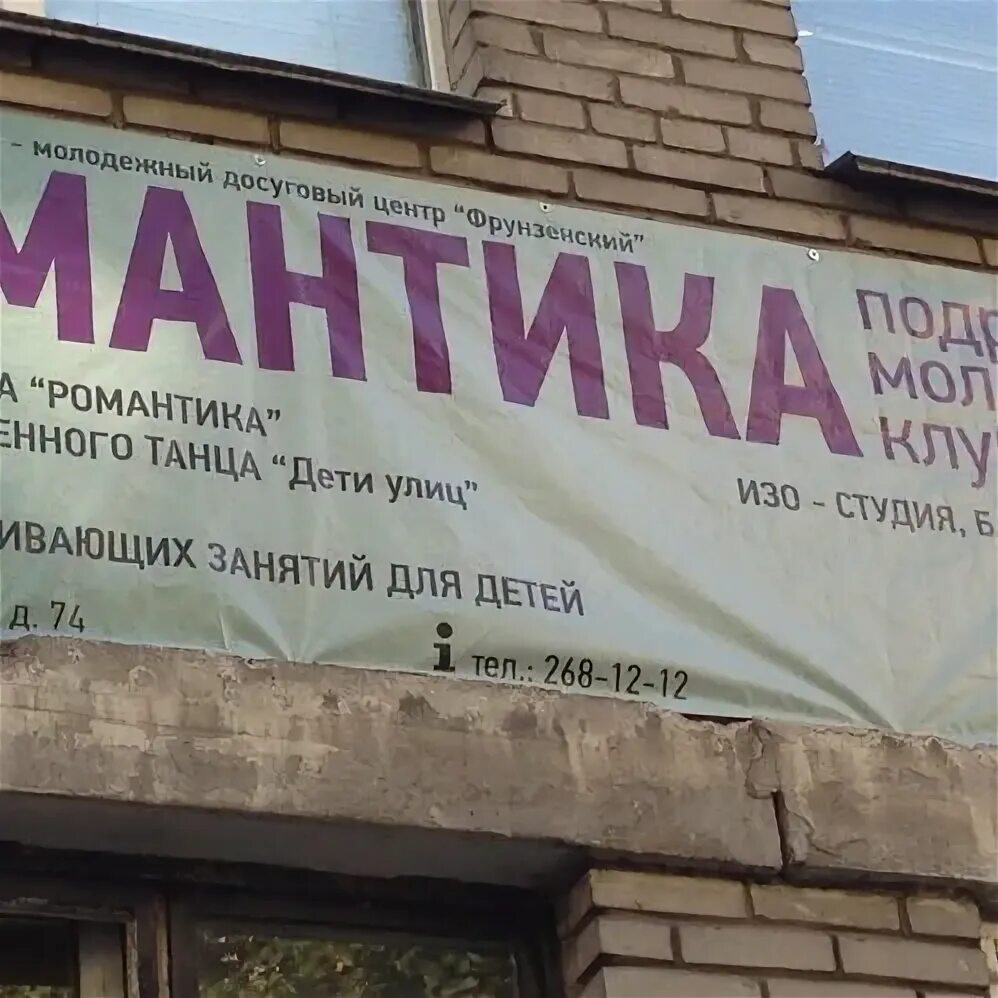 - молодежный досуговый центр "Фрунзенский"
МАНТИКА
ПОДР
МОЛ
КЛУ
А "РОМАНТИКА"
ЕННОГО ТАНЦА "Дети улиц"
ИЗО - СТУДИЯ, Б
ИВАЮЩИХ ЗАНЯТИЙ ДЛЯ ДЕТЕЙ
д. 74
i тел.: 268-12-12